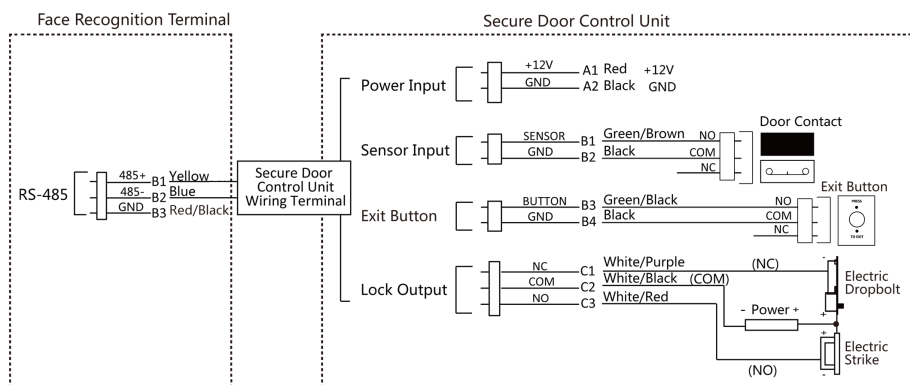 Face Recognition Terminal
Secure Door Control Unit
RS-485
485+ B1 Yellow
485- B2 Blue
GND B3 Red/Black
Secure Door
Control Unit
Wiring Terminal
Power Input
+12V A1 Red +12V
GND A2 Black GND
Sensor Input
SENSOR B1 Green/Brown NO
GND B2 Black COM
NC
Door Contact
Exit Button
BUTTON B3 Green/Black NO
GND B4 Black COM
NC
Exit Button
PRESS
TO EXIT
Lock Output
NC C1 White/Purple (NC)
COM C2 White/Black (COM)
NO C3 White/Red
- Power +
(NO)
-
Electric
Dropbolt
+
+
Electric
Strike
-